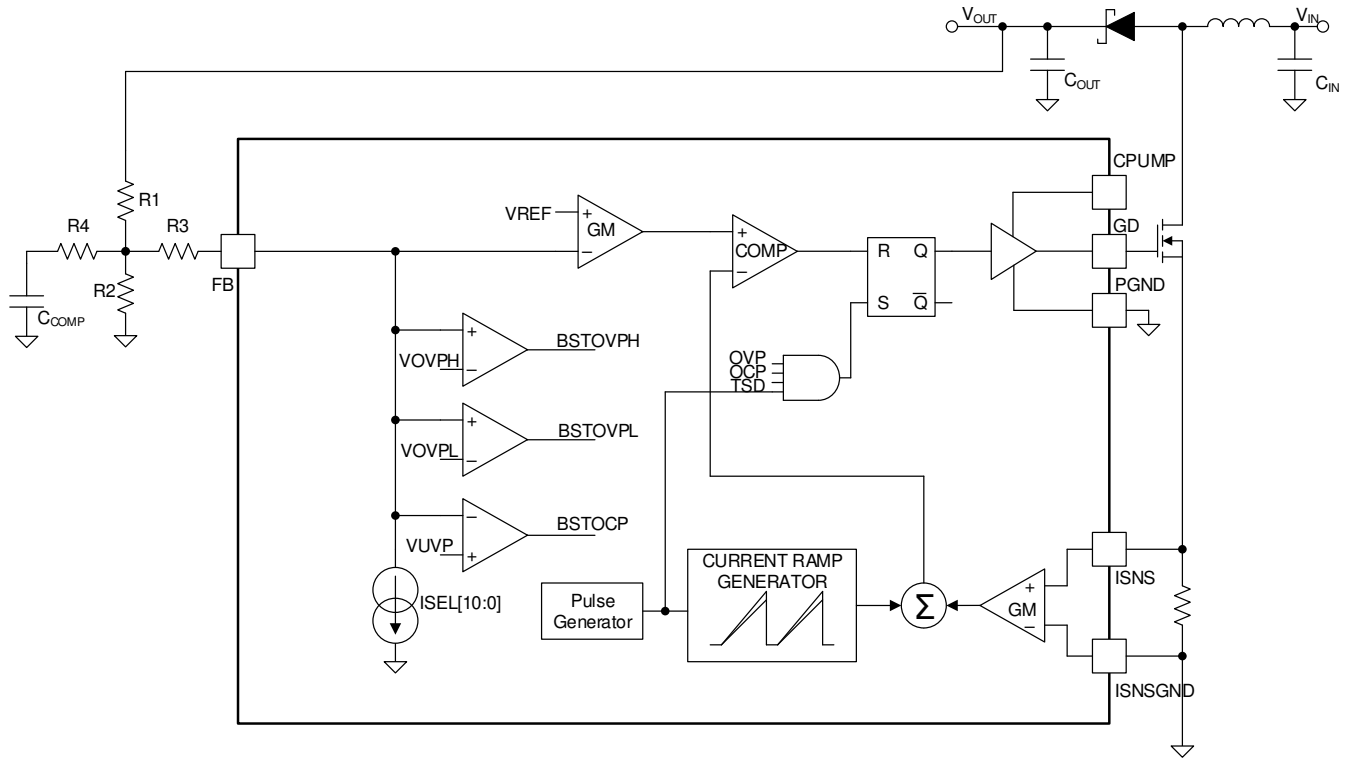 VOUT
VIN
COUT
CIN
CPUMP
R1
R4
R3
VREF
+
GM
−
+
COMP
−
R
Q
S
Q̅
GD
FB
R2
PGND
CCOMP
+
VOVPH
−
BSTOVPH
OVP
OCP
TSD
+
VOVPL
−
BSTOVPL
−
VUVP
+
BSTOCP
CURRENT RAMP
GENERATOR
ISNS
ISEL[10:0]
Pulse
Generator
Σ
+
GM
−
ISNSGND